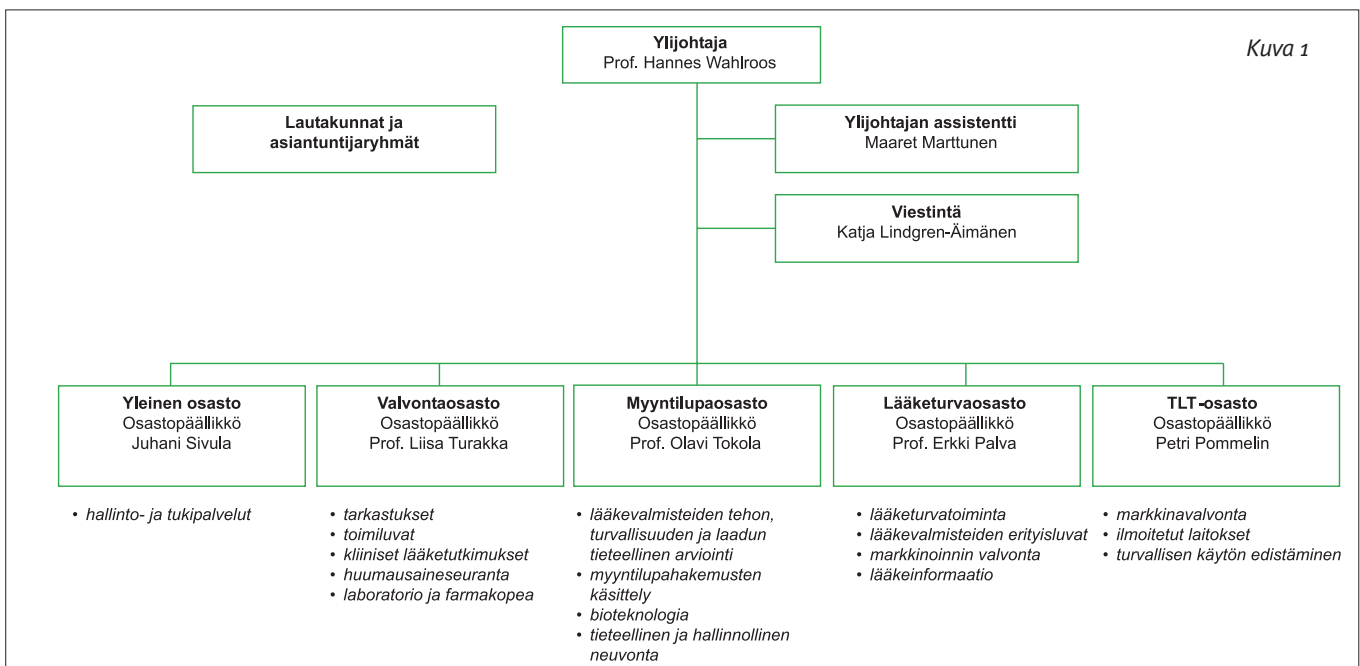 Ylijohtaja
Prof. Hannes Wahlroos
Kuva 1
Lautakunnat ja
asiantuntijaryhmät
Ylijohtajan assistentti
Maaret Marttunen
Viestintä
Katja Lindgren-Äimänen
Yleinen osasto
Osastopäällikkö
Juhani Sivula
• hallinto- ja tukipalvelut
Valvontaosasto
Osastopäällikkö
Prof. Liisa Turakka
• tarkastukset
• toimiluvat
• kliiniset lääketutkimukset
• huumausaineseuranta
• laboratorio ja farmakopea
Myyntilupaosasto
Osastopäällikkö
Prof. Olavi Tokola
• lääkevalmisteiden tehon,
turvallisuuden ja laadun
tieteellinen arviointi
• myyntilupahakemusten
käsittely
• bioteknologia
• tieteellinen ja hallinnollinen
neuvonta
Lääketurvaosasto
Osastopäällikkö
Prof. Erkki Palva
• lääketurvatoiminta
• lääkevalmisteiden erityisluvat
• markkinoinnin valvonta
• lääkeinformaatio
TLT-osasto
Osastopäällikkö
Petri Pommelin
• markkinavalvonta
• ilmoitetut laitokset
• turvallisen käytön edistäminen